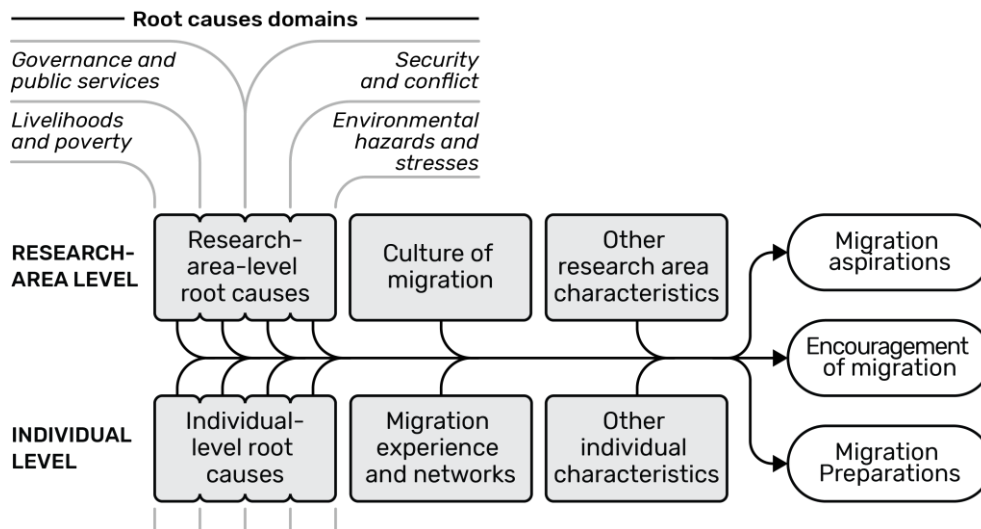 Root causes domains
Governance and
public services
Security
and conflict
Livelihoods
and poverty
Environmental
hazards and
stresses
RESEARCH-
AREA LEVEL
Research-
area-level
root causes
Culture of
migration
Other
research area
characteristics
Migration
aspirations
Encouragement
of migration
INDIVIDUAL
LEVEL
Individual-
level root
causes
Migration
experience
and networks
Other
individual
characteristics
Migration
Preparations